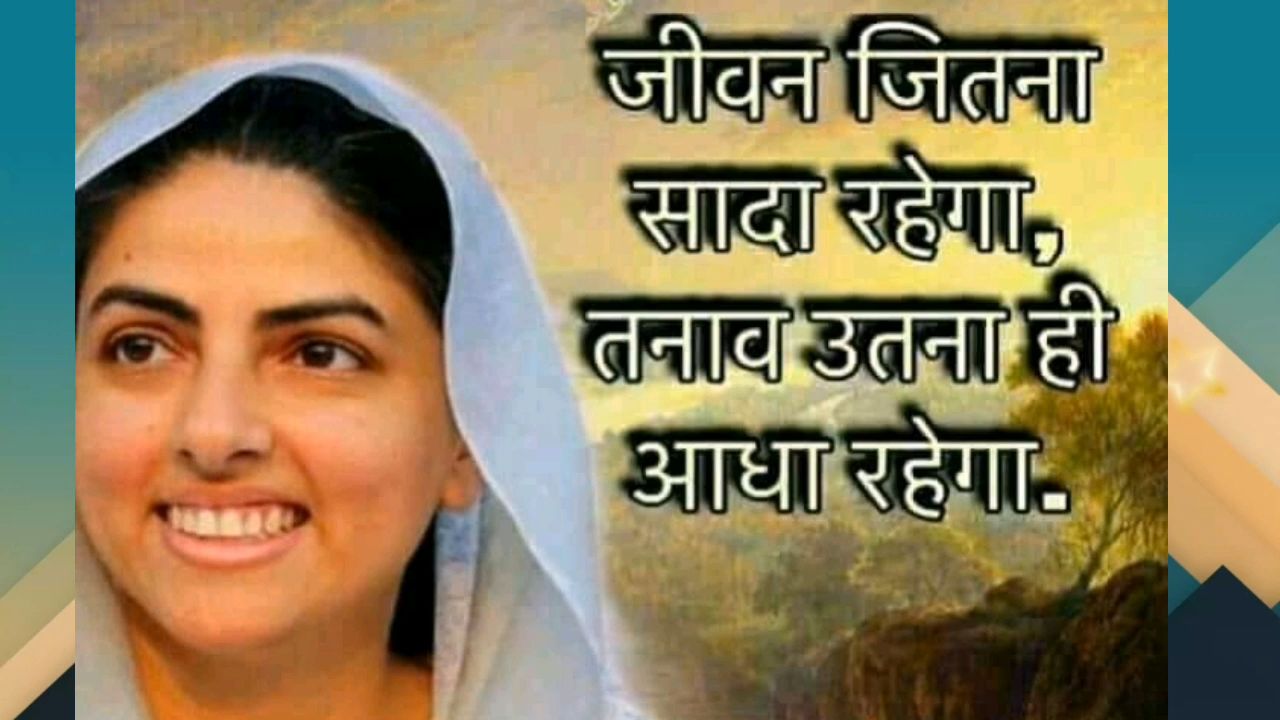 जीवन जितना
सादा रहेगा,
तनाव उतना ही
आधा रहेगा.